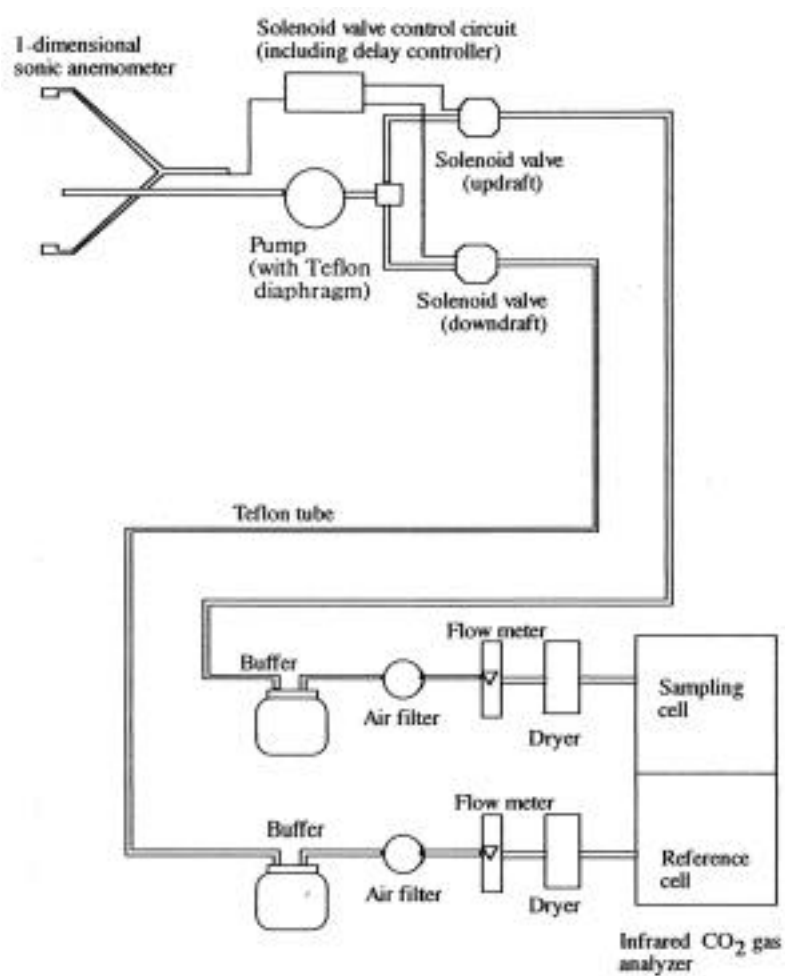 1-dimensional
sonic anemometer
Solenoid valve control circuit
(including delay controller)
Solenoid valve
(updraft)
Pump
(with Teflon
diaphragm)
Solenoid valve
(downdraft)
Teflon tube
Buffer
Air filter
Flow meter
Dryer
Sampling
cell
Buffer
Air filter
Flow meter
Dryer
Reference
cell
Infrared CO2 gas
analyzer